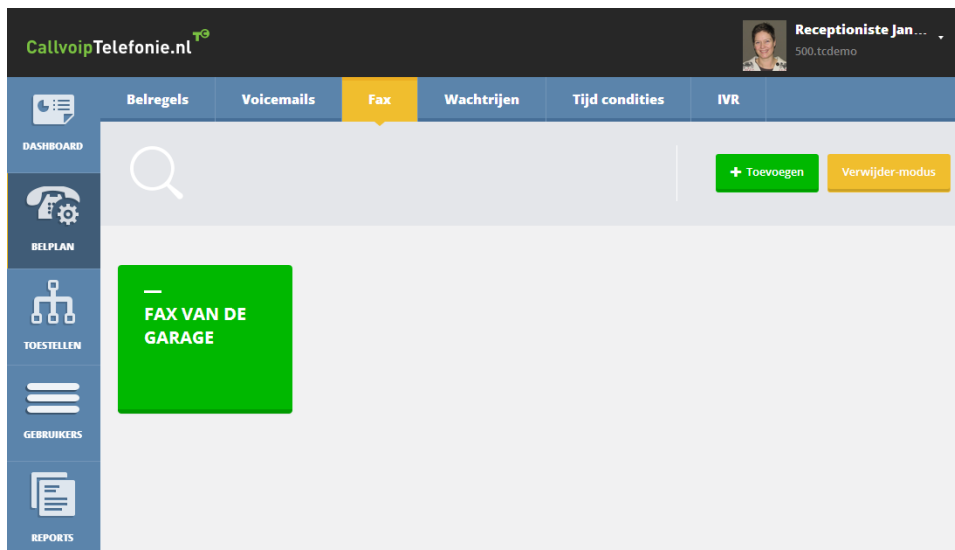 CallvoipTelefonie.nl
Receptioniste Jan...
500.tcdemo
Belregels
Voicemails
Fax
Wachtrijen
Tijd condities
IVR
DASHBOARD
+ Toevoegen
Verwijder-modus
BELPLAN
FAX VAN DE
GARAGE
TOESTELLEN
GEBRUIKERS
REPORTS